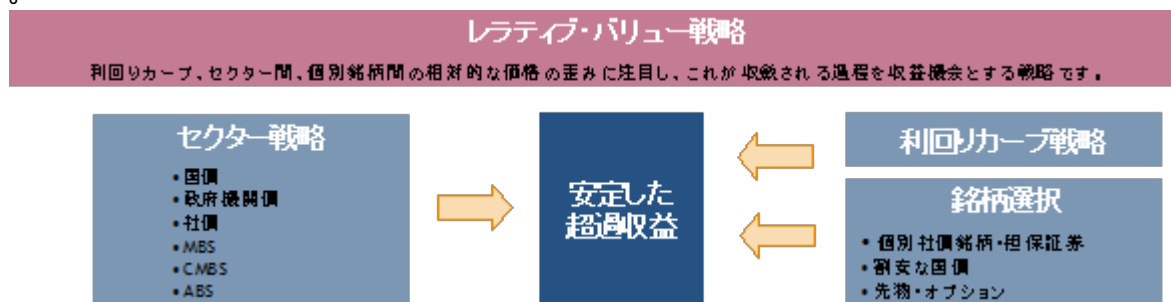 レラティブ・バリュー戦略
利回りカーブ、セクター間、個別銘柄間の相対的な価格の歪みに注目し、これが収斂される過程を収益機会とする戦略です。
セクター戦略
• 国債
• 政府機関債
• 社債
• MBS
• CMBS
• ABS
安定した
超過収益
利回りカーブ戦略
銘柄選択
• 個別社債銘柄・担保証券
• 割安な国債
• 先物・オプション